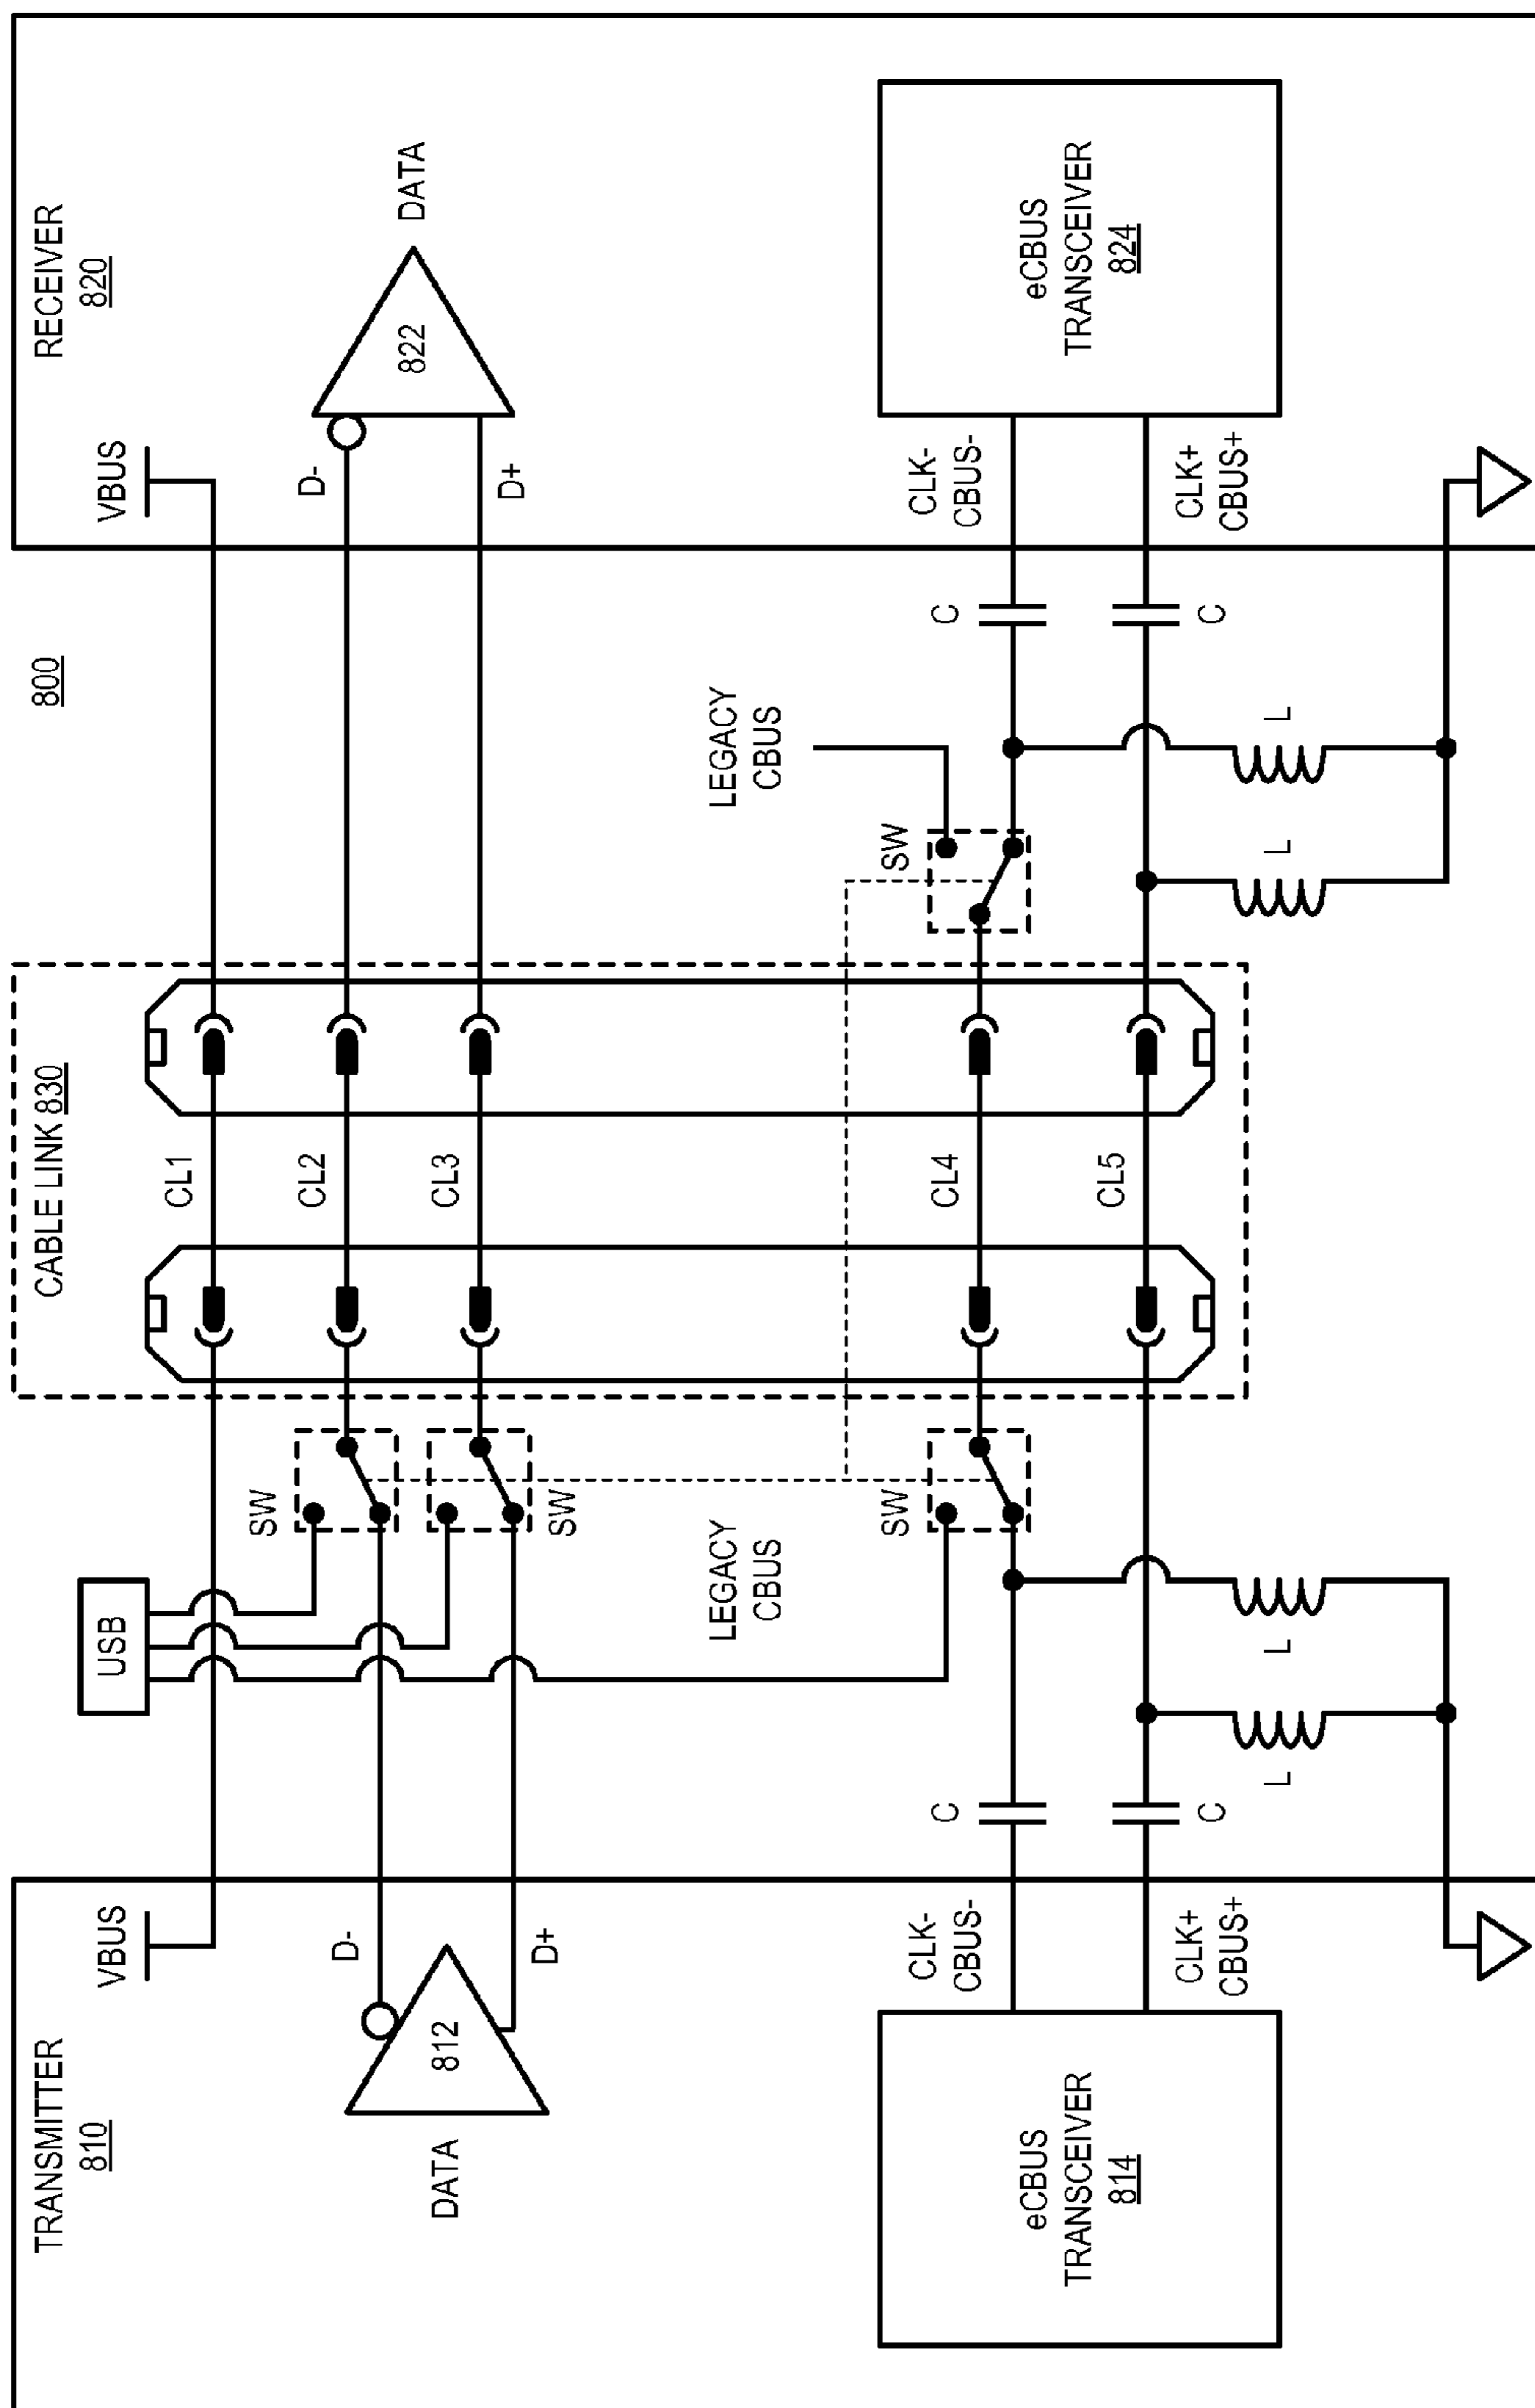 800
TRANSMITTER
810
VBUS
D-
812
DATA
D+
CLK-
CBUS-
CLK+
CBUS+
eCBUS
TRANSCEIVER
814
USB
SW
SW
LEGACY
CBUS
SW
C
C
L
L
CABLE LINK 830
CL1
CL2
CL3
CL4
CL5
LEGACY
CBUS
SW
C
C
L
L
RECEIVER
820
VBUS
D-
822
DATA
D+
CLK-
CBUS-
CLK+
CBUS+
eCBUS
TRANSCEIVER
824